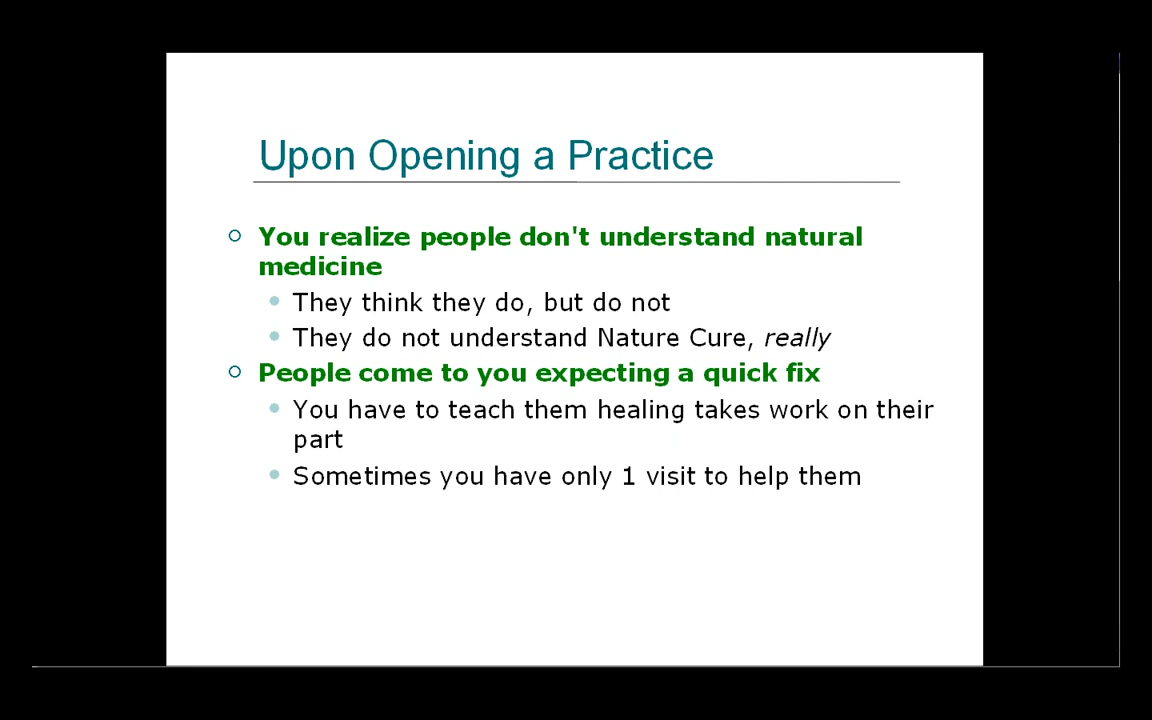 Upon Opening a Practice
You realize people don't understand natural
medicine
They think they do, but do not
They do not understand Nature Cure, really
People come to you expecting a quick fix
You have to teach them healing takes work on their
part
Sometimes you have only 1 visit to help them